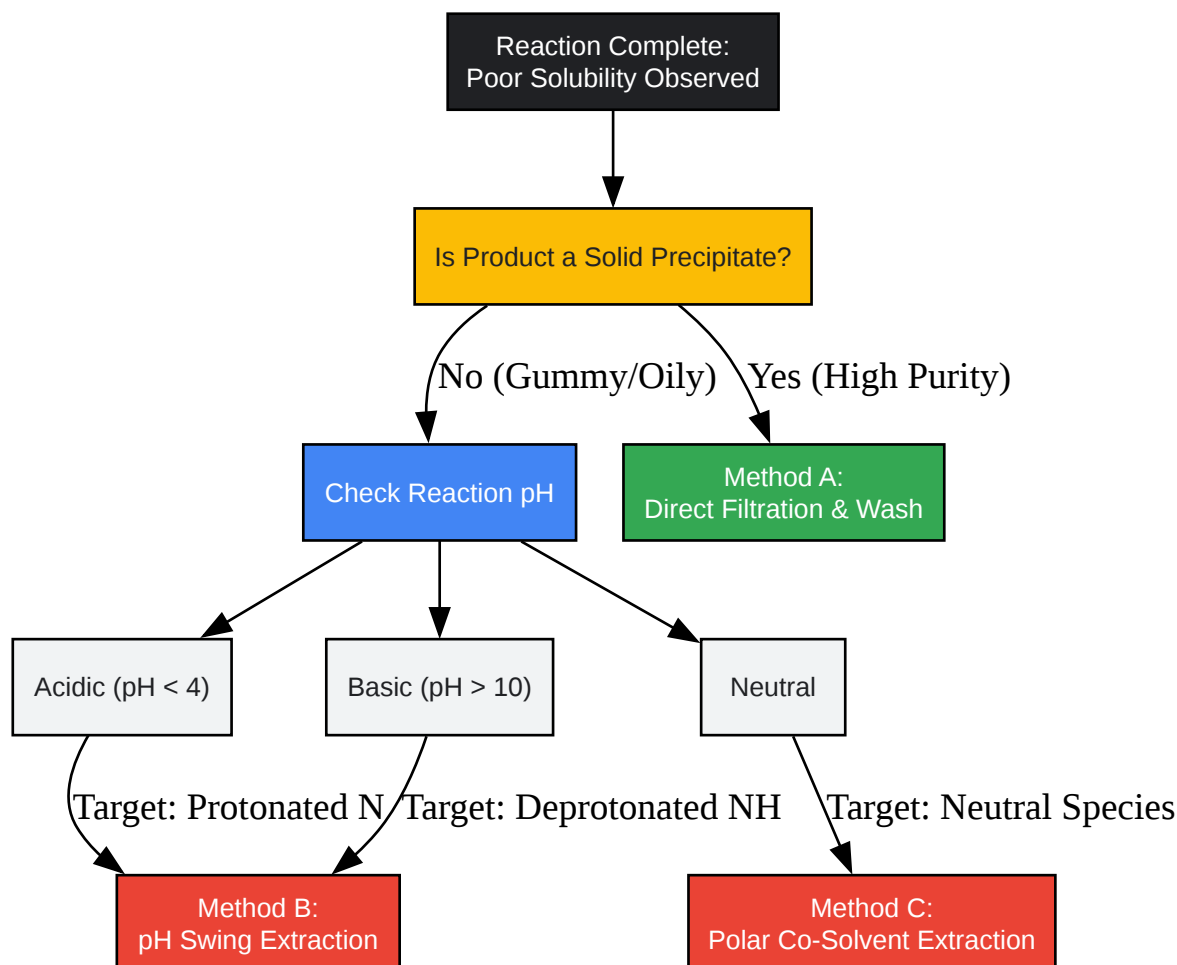 Reaction Complete:
Poor Solubility Observed
Is Product a Solid Precipitate?
No (Gummy/Oily)
Yes (High Purity)
Check Reaction pH
Method A:
Direct Filtration & Wash
Acidic (pH < 4)
Basic (pH > 10)
Neutral
Target: Protonated N
Target: Deprotonated NH
Target: Neutral Species
Method B:
pH Swing Extraction
Method C:
Polar Co-Solvent Extraction